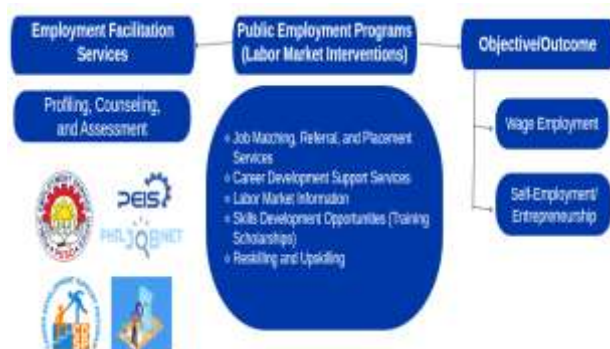 Employment Facilitation
Services
Profiling, Counseling,
and Assessment
PESO
PEIS
PHILJOBNET
Public Employment Programs
(Labor Market Interventions)
Job Matching, Referral, and Placement
Services
Career Development Support Services
Labor Market Information
Skills Development Opportunities (Training
Scholarships)
Reskilling and Upskilling
Objective/Outcome
Wage Employment
Self-Employment/
Entrepreneurship